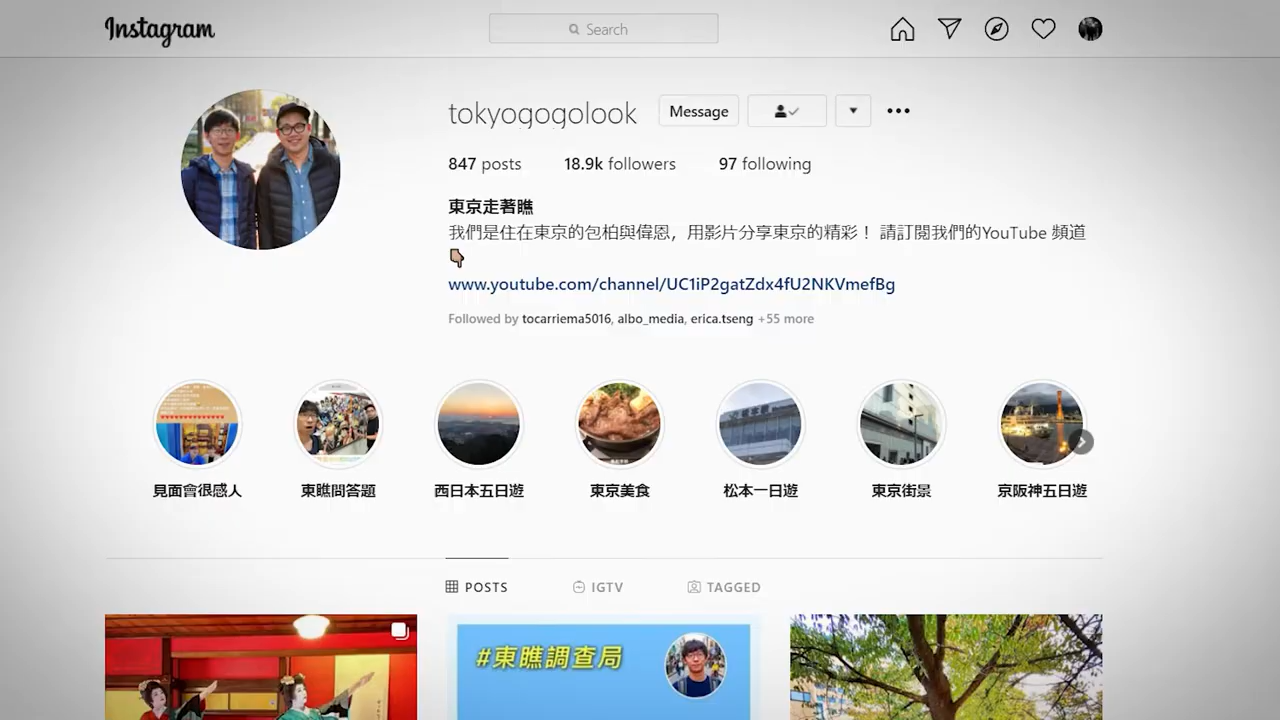 Instagram
Search
tokyogogolook
Message
847 posts 18.9k followers 97 following
東京走著瞧
我們是住在東京的包柏與偉恩，用影片分享東京的精彩！ 請訂閱我們的YouTube 頻道
www.youtube.com/channel/UC1iP2gatZdx4fU2NKVmefBg
Followed by tocarriema5016, albo_media, erica.tseng +55 more
見面會很感人 東瞧問答題 西日本五日遊 東京美食 松本一日遊 東京街景 京阪神五日遊
POSTS IGTV TAGGED
#東瞧調查局